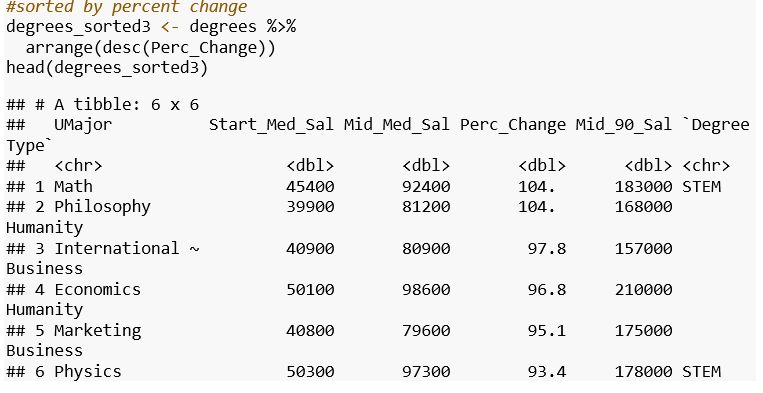 #sorted by percent change
degrees_sorted3 <- degrees %>%
  arrange(desc(Perc_Change))
head(degrees_sorted3)

## # A tibble: 6 x 6
##   UMajor          Start_Med_Sal Mid_Med_Sal Perc_Change Mid_90_Sal `Degree
Type`
##   <chr>                   <dbl>       <dbl>       <dbl>      <dbl> <chr>
## 1 Math                    45400       92400       104.      183000 STEM
## 2 Philosophy              39900       81200       104.      168000
Humanity
## 3 International ~         40900       80900        97.8     157000
Business
## 4 Economics               50100       98600        96.8     210000
Humanity
## 5 Marketing               40800       79600        95.1     175000
Business
## 6 Physics                 50300       97300        93.4     178000 STEM